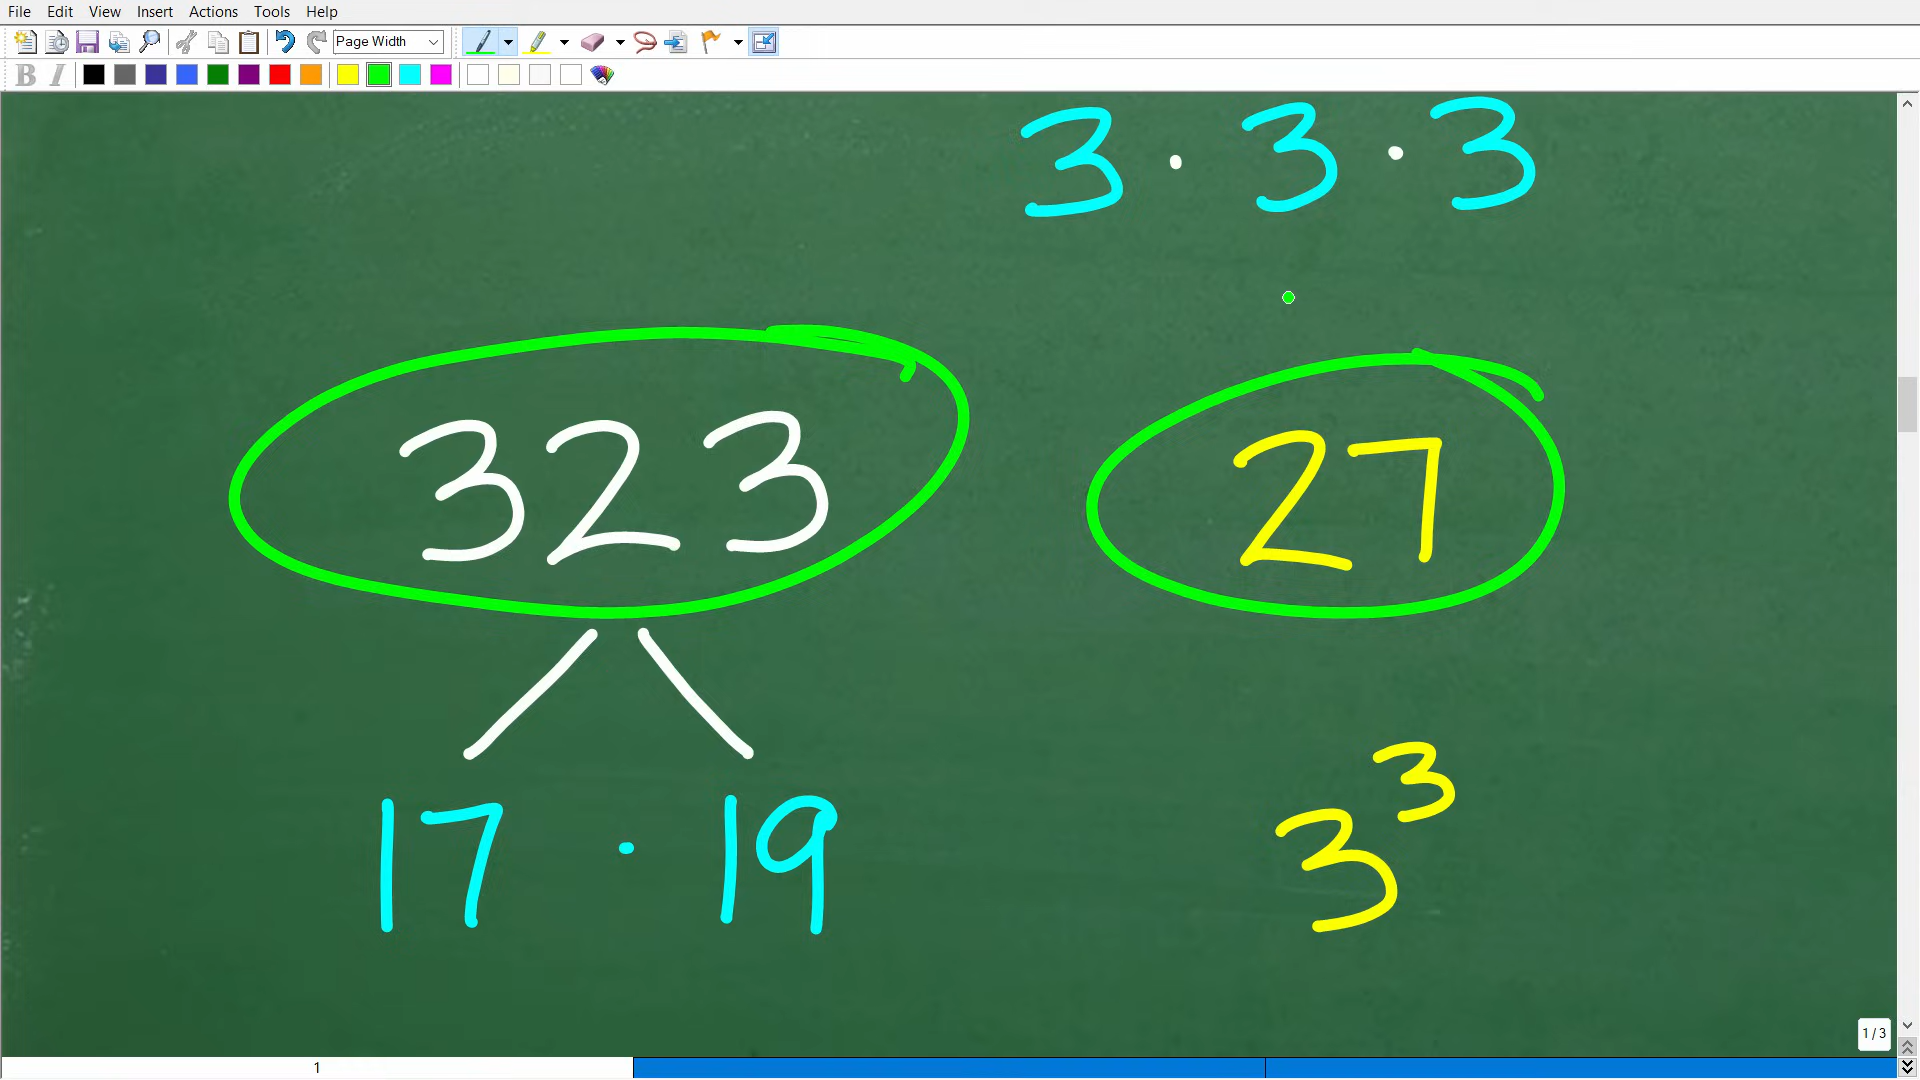 File Edit View Insert Actions Tools Help
Page Width
B I
3 · 3 · 3
323 27
17 · 19 3³
1 / 3
1